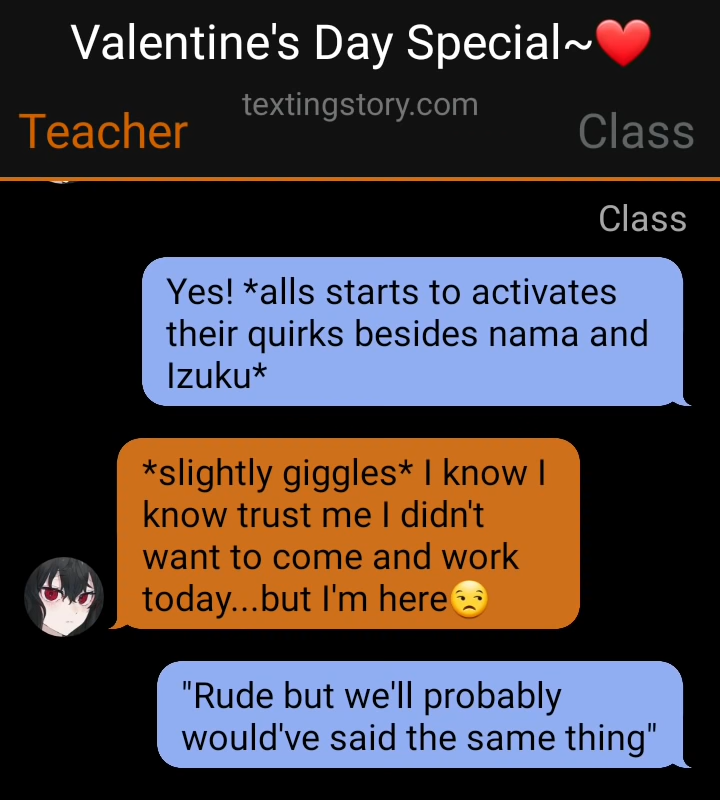 Valentine's Day Special~❤️
textingstory.com
Teacher
Class
Class
Yes! *alls starts to activates
their quirks besides nama and
Izuku*
*slightly giggles* I know I
know trust me I didn't
want to come and work
today...but I'm here😒
"Rude but we'll probably
would've said the same thing"